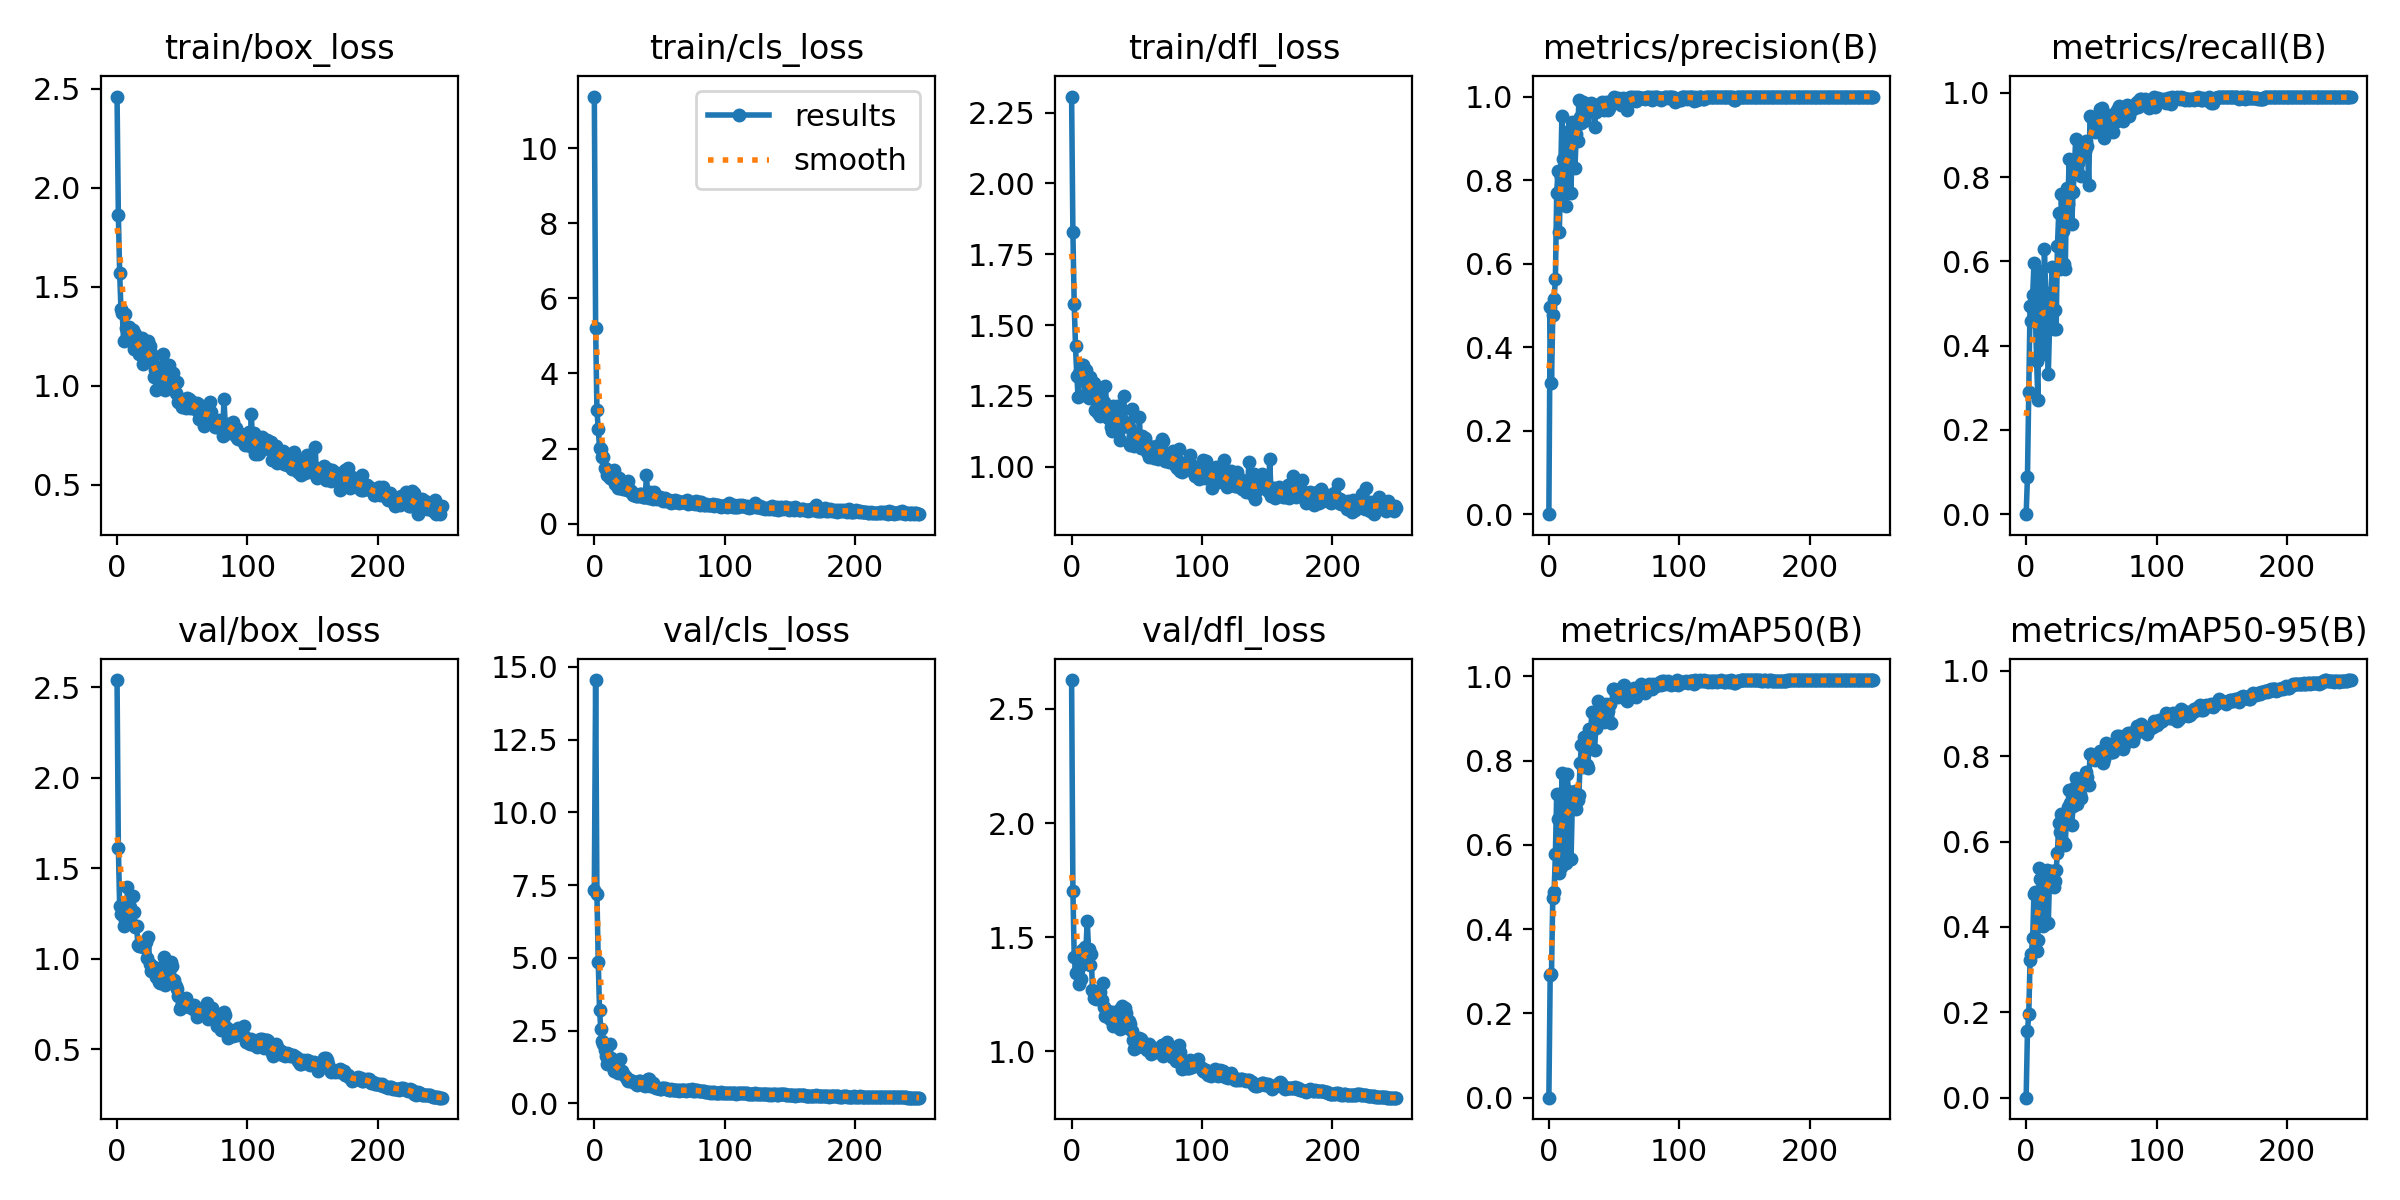 train/box_loss
2.5
2.0
1.5
1.0
0.5
0 100 200
train/cls_loss
results
smooth
10
8
6
4
2
0
0 100 200
train/dfl_loss
2.25
2.00
1.75
1.50
1.25
1.00
0 100 200
metrics/precision(B)
1.0
0.8
0.6
0.4
0.2
0.0
0 100 200
metrics/recall(B)
1.0
0.8
0.6
0.4
0.2
0.0
0 100 200
val/box_loss
2.5
2.0
1.5
1.0
0.5
0 100 200
val/cls_loss
15.0
12.5
10.0
7.5
5.0
2.5
0.0
0 100 200
val/dfl_loss
2.5
2.0
1.5
1.0
0 100 200
metrics/mAP50(B)
1.0
0.8
0.6
0.4
0.2
0.0
0 100 200
metrics/mAP50-95(B)
1.0
0.8
0.6
0.4
0.2
0.0
0 100 200